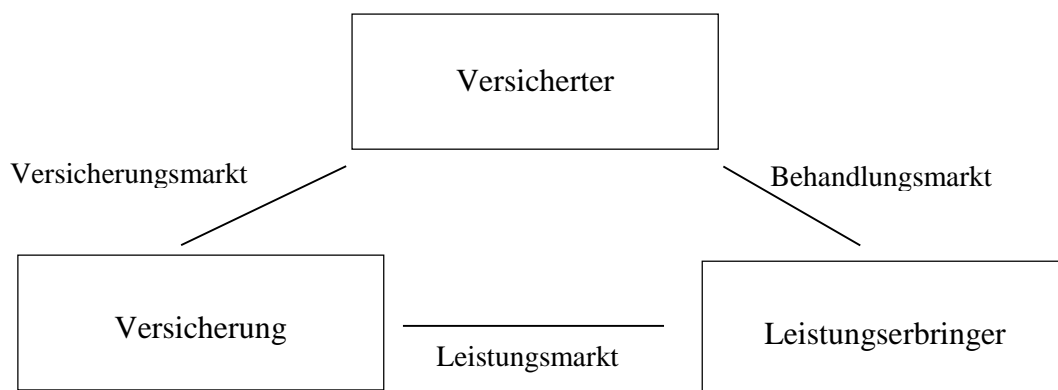 Versicherter
Versicherungsmarkt
Behandlungsmarkt
Versicherung
Leistungserbringer
Leistungsmarkt